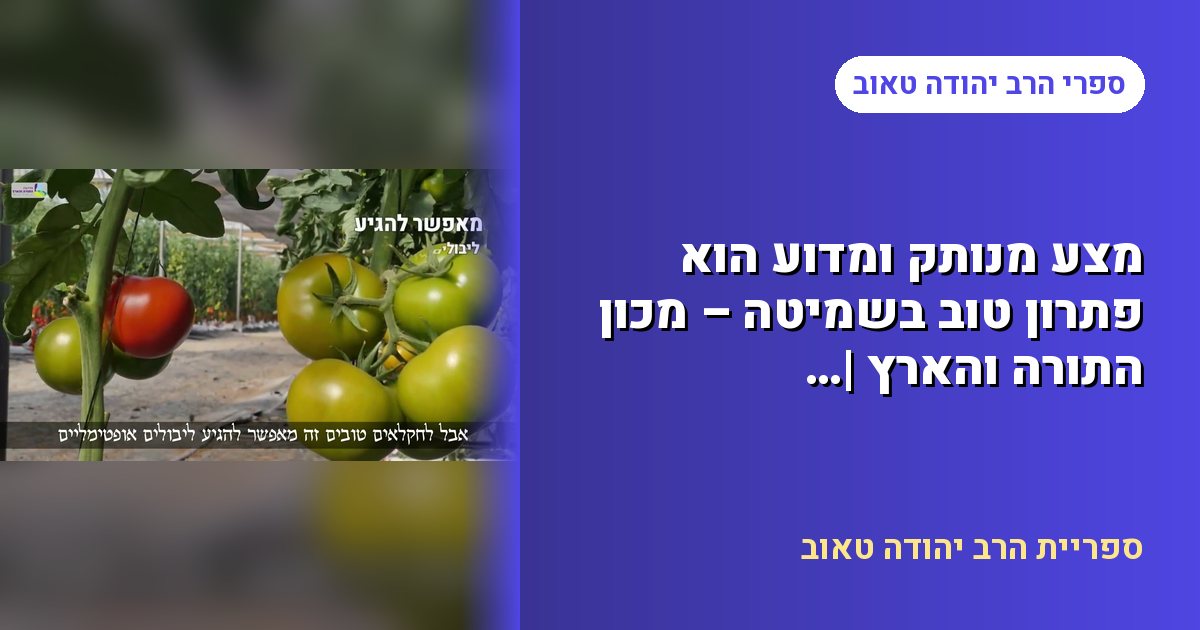 ספרי הרב יהודה טאוב
מצע מנותק ומדוע הוא
פתרון טוב בשמיטה – מכון
התורה והארץ |...
ספריית הרב יהודה טאוב
מאפשר להגיע
ליבולי
אבל לחקלאים טובים זה מאפשר להגיע ליבולים אופטימליים